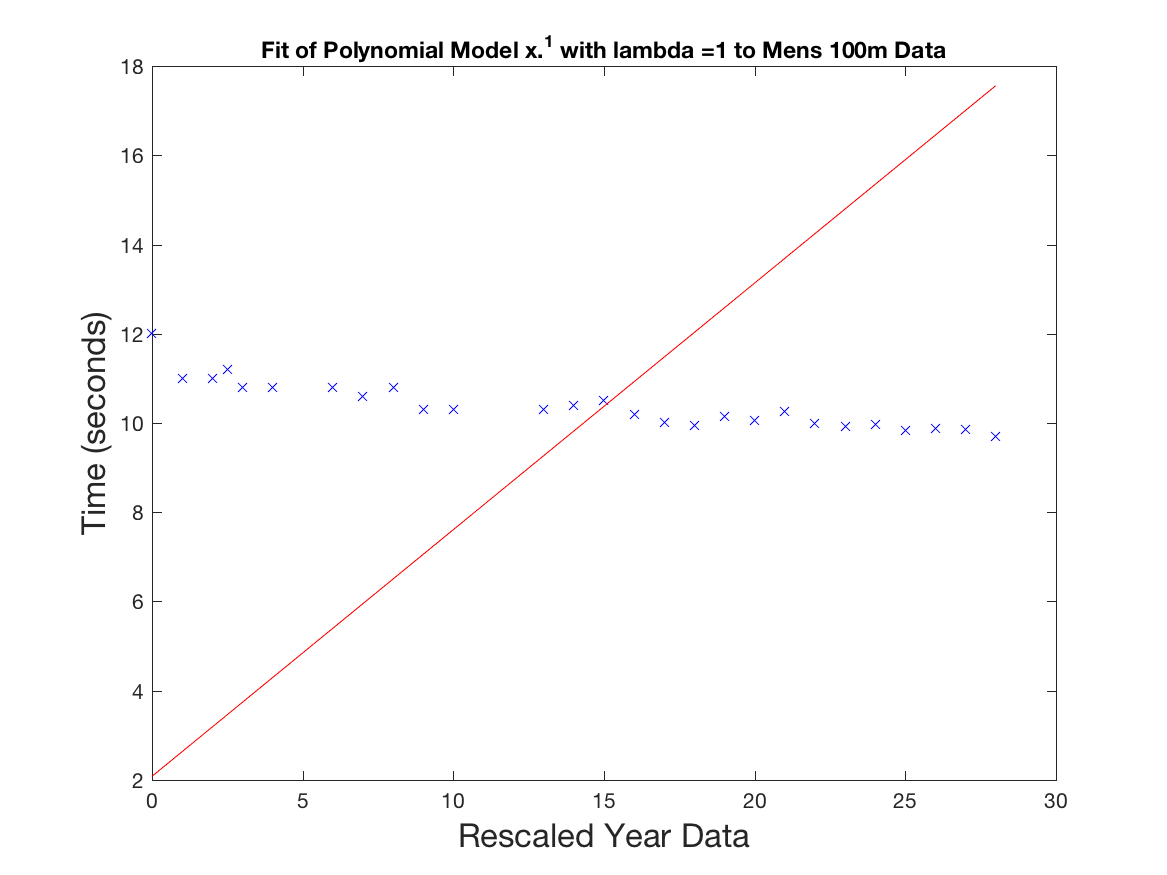 Fit of Polynomial Model x.^1 with lambda =1 to Mens 100m Data
18
16
14
12
10
8
6
4
2
Time (seconds)
0 5 10 15 20 25 30
Rescaled Year Data